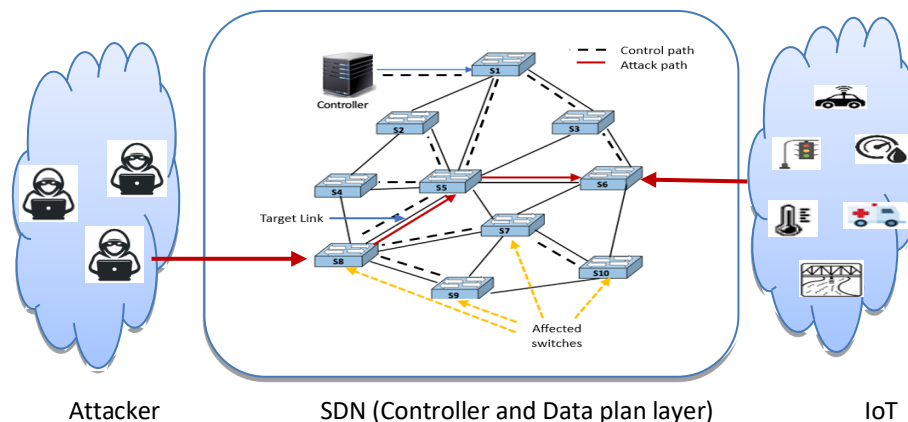 S1
Control path
Attack path
Controller
S2
S3
S4
S5
S6
Target Link
S7
S8
S9
S10
Affected
switches
Attacker
SDN (Controller and Data plan layer)
IoT